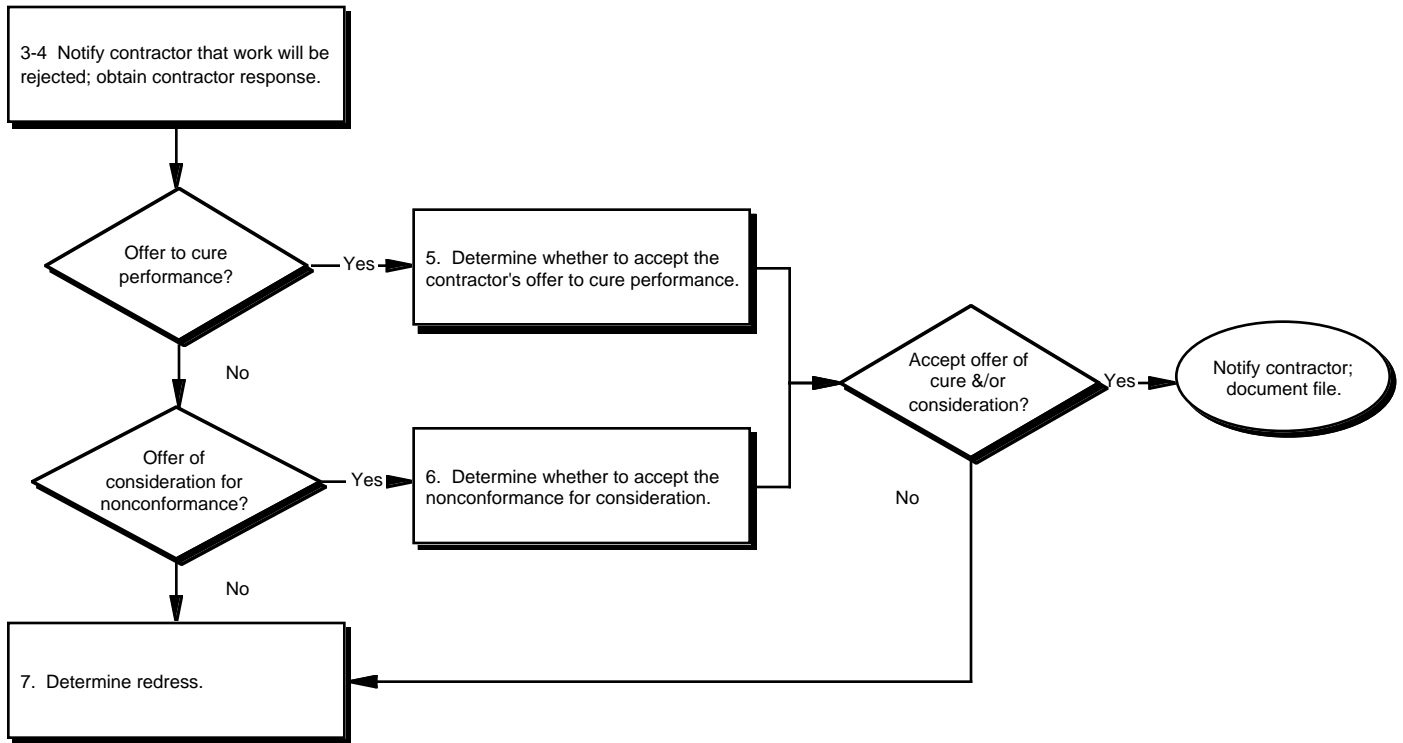 3-4 Notify contractor that work will be
rejected; obtain contractor response.
Offer to cure
performance?
Yes
5. Determine whether to accept the
contractor's offer to cure performance.
No
Accept offer of
cure &/or
consideration?
Yes
Notify contractor;
document file.
Offer of
consideration for
nonconformance?
Yes
6. Determine whether to accept the
nonconformance for consideration.
No
No
7. Determine redress.